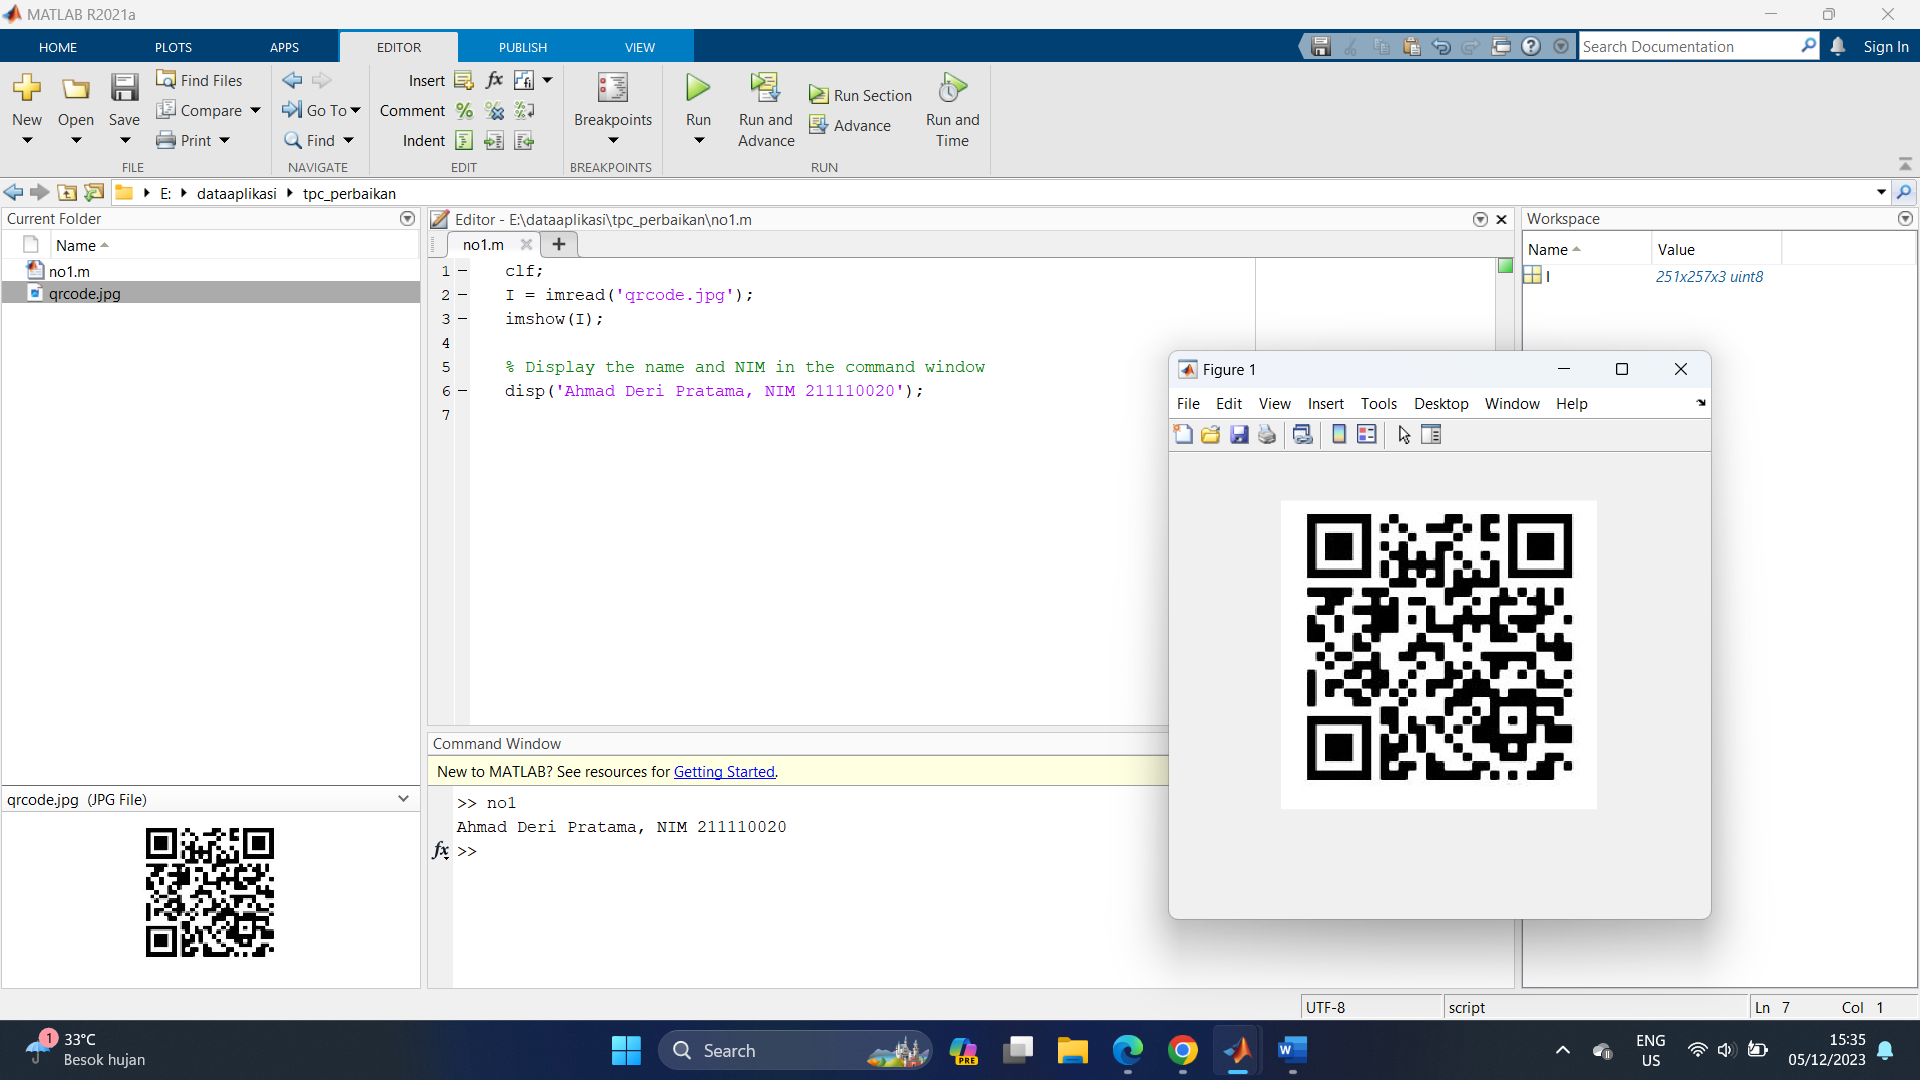 MATLAB R2021a
HOME PLOTS APPS EDITOR PUBLISH VIEW
Search Documentation
Sign In
New
Open
Save
Find Files
Compare
Print
FILE
Go To
Find
NAVIGATE
Insert
Comment
Indent
EDIT
fx
Breakpoints
BREAKPOINTS
Run
Run and
Advance
Run Section
Advance
Run and
Time
RUN
E: dataaplikasi tpc_perbaikan
Current Folder
Name
no1.m
qrcode.jpg
Editor - E:\dataaplikasi\tpc_perbaikan\no1.m
no1.m
1 clf;
2 I = imread('qrcode.jpg');
3 imshow(I);
4
5 % Display the name and NIM in the command window
6 disp('Ahmad Deri Pratama, NIM 211110020');
7
Workspace
Name Value
I 251x257x3 uint8
Figure 1
File Edit View Insert Tools Desktop Window Help
Command Window
New to MATLAB? See resources for Getting Started.
>> no1
Ahmad Deri Pratama, NIM 211110020
fx >>
qrcode.jpg (JPG File)
UTF-8
script
Ln 7 Col 1
1
33°C
Besok hujan
Search
PRE
W
ENG
US
15:35
05/12/2023